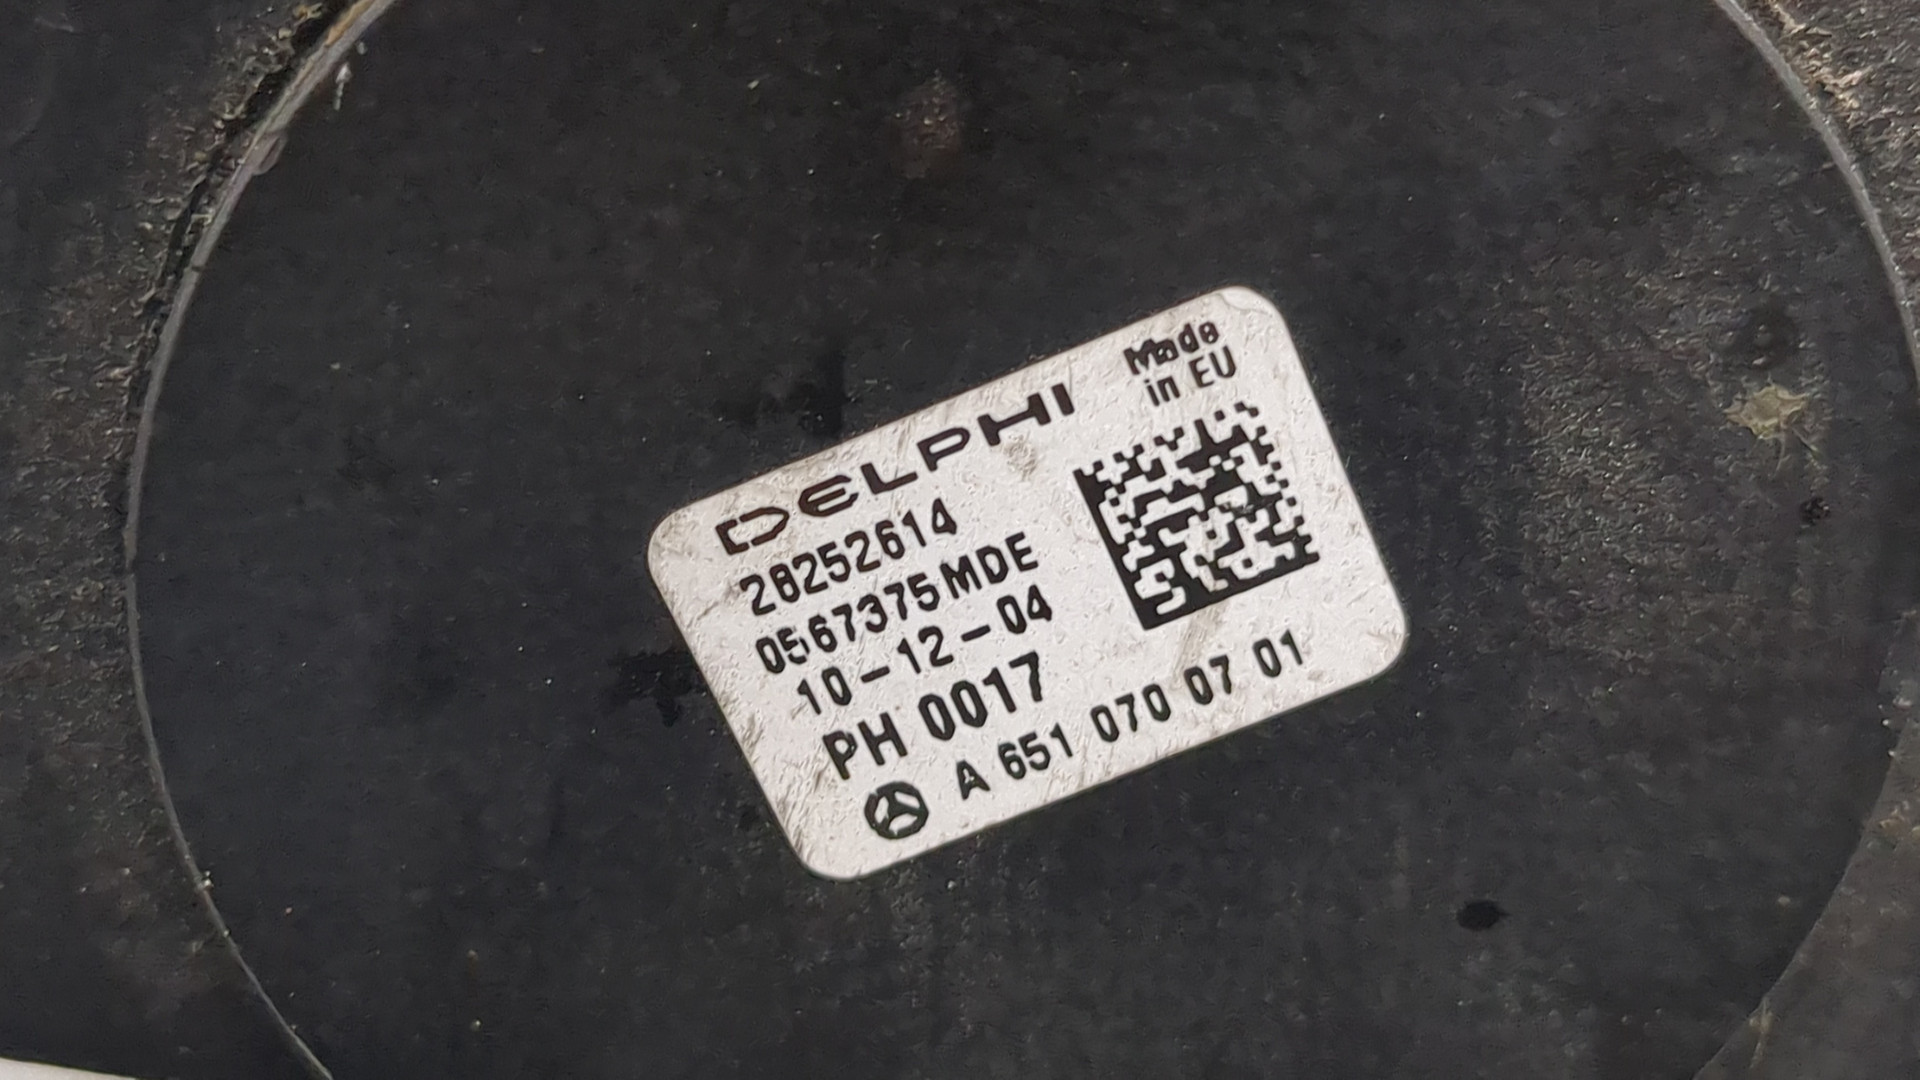 DELPHI
Made
in EU
28252614
0567375MDE
10-12-04
PH 0017
A 651 070 07 01